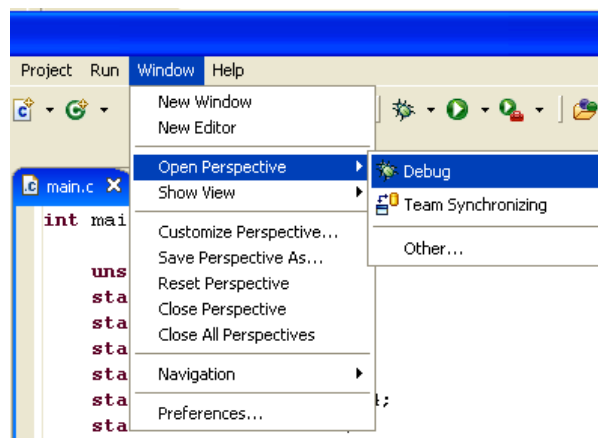 Project Run Window Help
New Window
New Editor
Open Perspective
Debug
Show View
Team Synchronizing
Other...
Customize Perspective...
Save Perspective As...
Reset Perspective
Close Perspective
Close All Perspectives
Navigation
Preferences...
main.c
int mai
uns
sta
sta
sta
sta
sta
;
sta